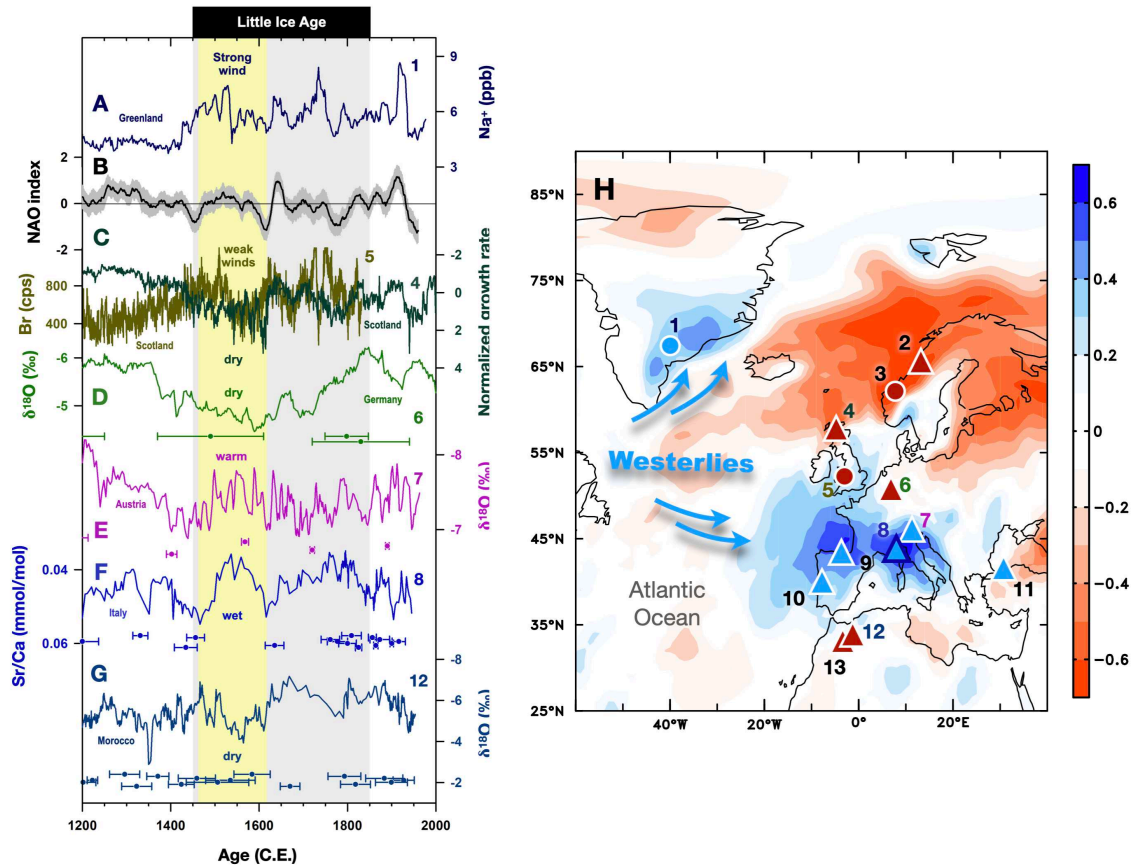 Little Ice Age
Strong
wind
1
A
Greenland
9
6
3
Na⁺ (ppb)
B
2
0
-2
NAO index
C
weak
winds
5
4
800
400
Br (cps)
Scotland
Scotland
-2
0
2
4
Normalized growth rate
dry
D
-6
-5
δ¹⁸O (‰)
dry
Germany
6
warm
7
Austria
E
-8
-7
δ¹⁸O (‰)
F
8
0.04
0.06
Sr/Ca (mmol/mol)
Italy
wet
G
12
Morocco
dry
-8
-6
-4
-2
δ¹⁸O (‰)
1200 1400 1600 1800 2000
Age (C.E.)
H
85°N
75°N
65°N
55°N
45°N
35°N
25°N
1
2
3
4
Westerlies
5
6
7
8
9
10
11
Atlantic
Ocean
12
13
40°W 20°W 0°E 20°E
0.6
0.4
0.2
0
−0.2
−0.4
−0.6